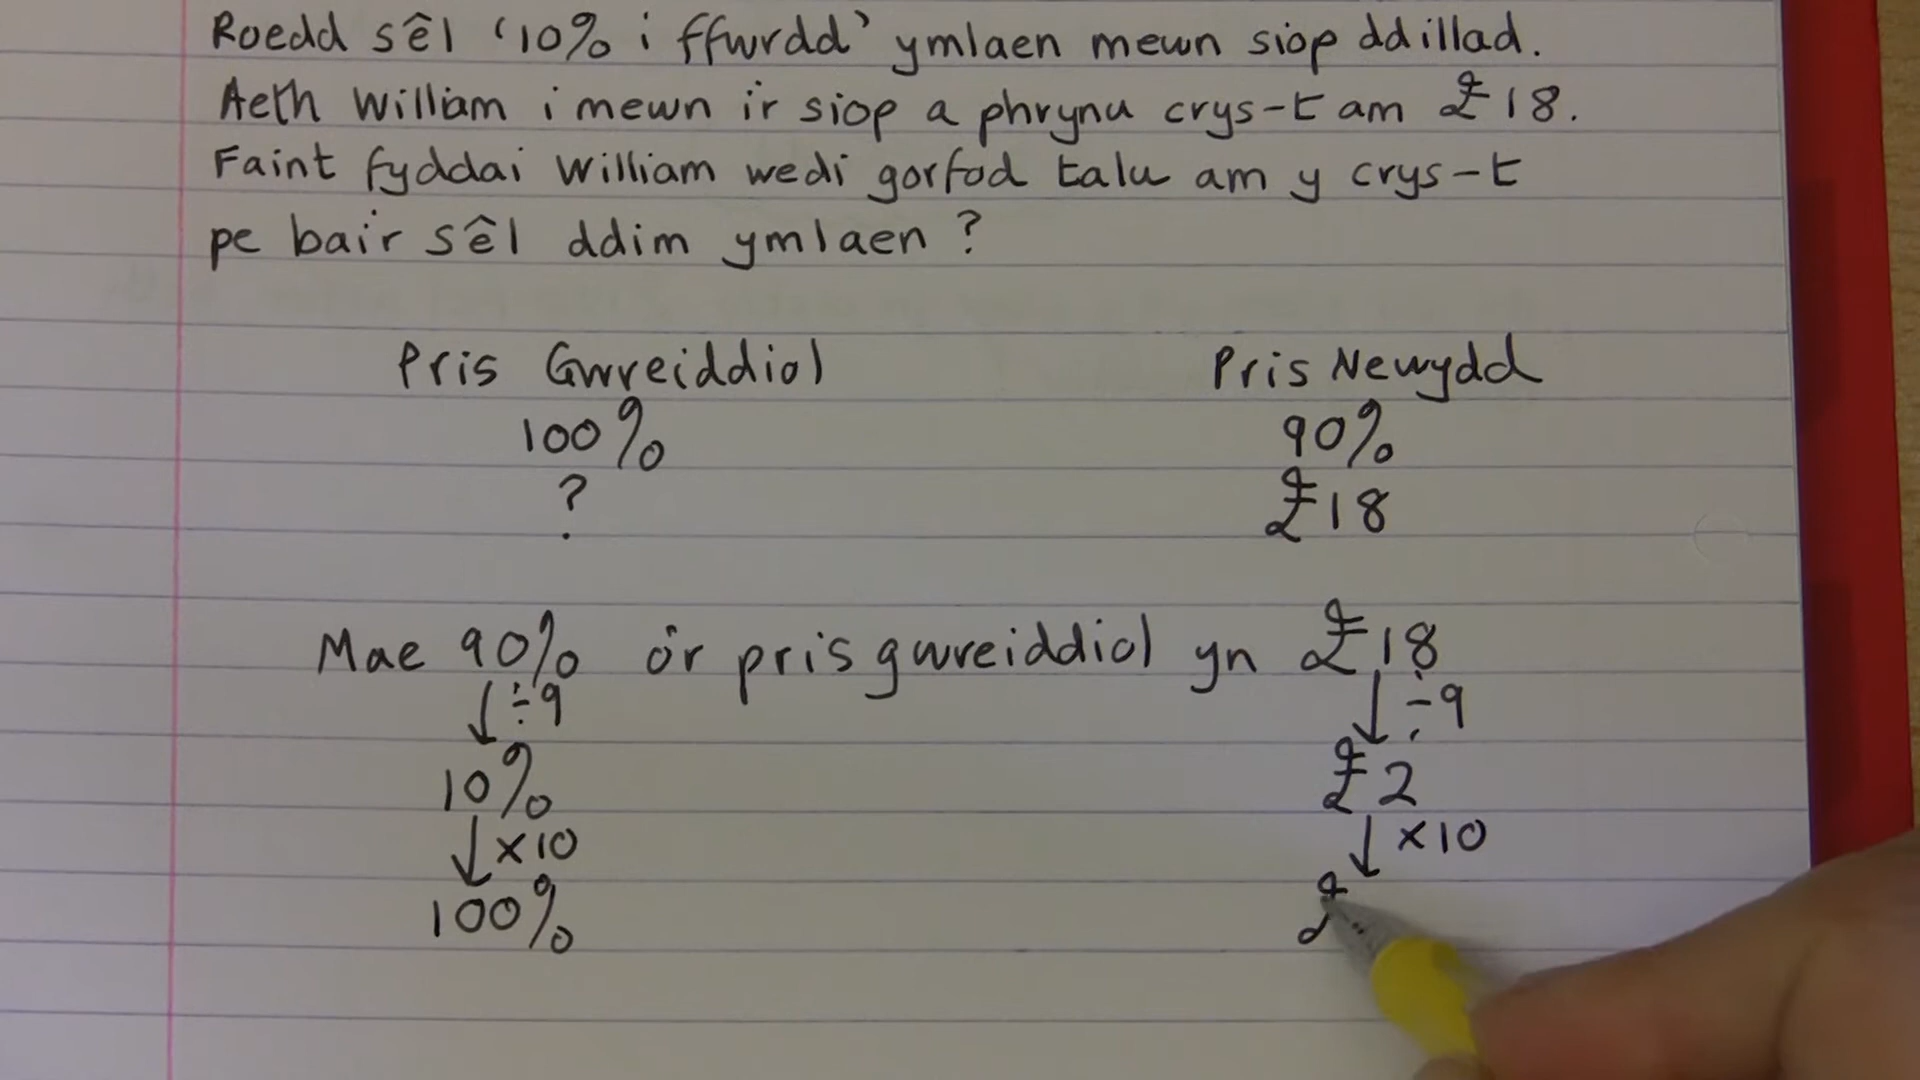 Roedd sêl '10% i ffwrdd' ymlaen mewn siop ddillad.
Aeth William i mewn i'r siop a phrynu crys-t am £18.
Faint fyddai William wedi gorfod talu am y crys-t
pe bai'r sêl ddim ymlaen?
Pris Gwreiddiol Pris Newydd
100% 90%
? £18
Mae 90% o'r pris gwreiddiol yn £18
↓÷9 ↓÷9
10% £2
↓×10 ↓×10
100% £